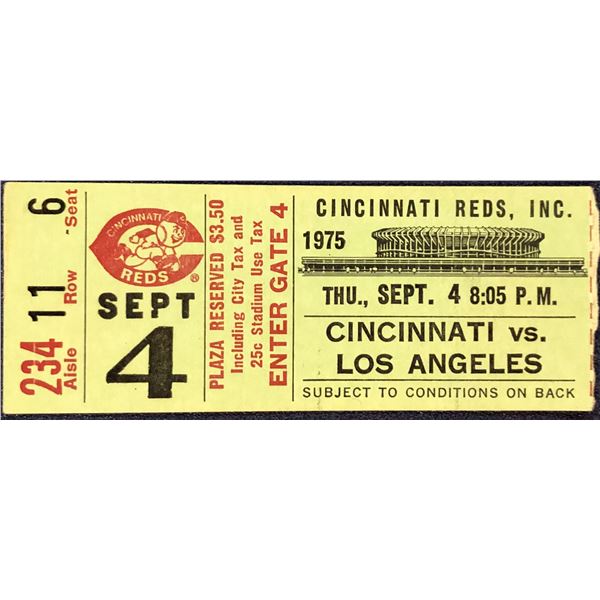 6 Seat
11 Row
234 Aisle
CINCINNATI
REDS
®
SEPT
4
PLAZA RESERVED $3.50
Including City Tax and
25c Stadium Use Tax
ENTER GATE 4
CINCINNATI REDS, INC.
1975
THU., SEPT. 4 8:05 P.M.
CINCINNATI vs.
LOS ANGELES
SUBJECT TO CONDITIONS ON BACK